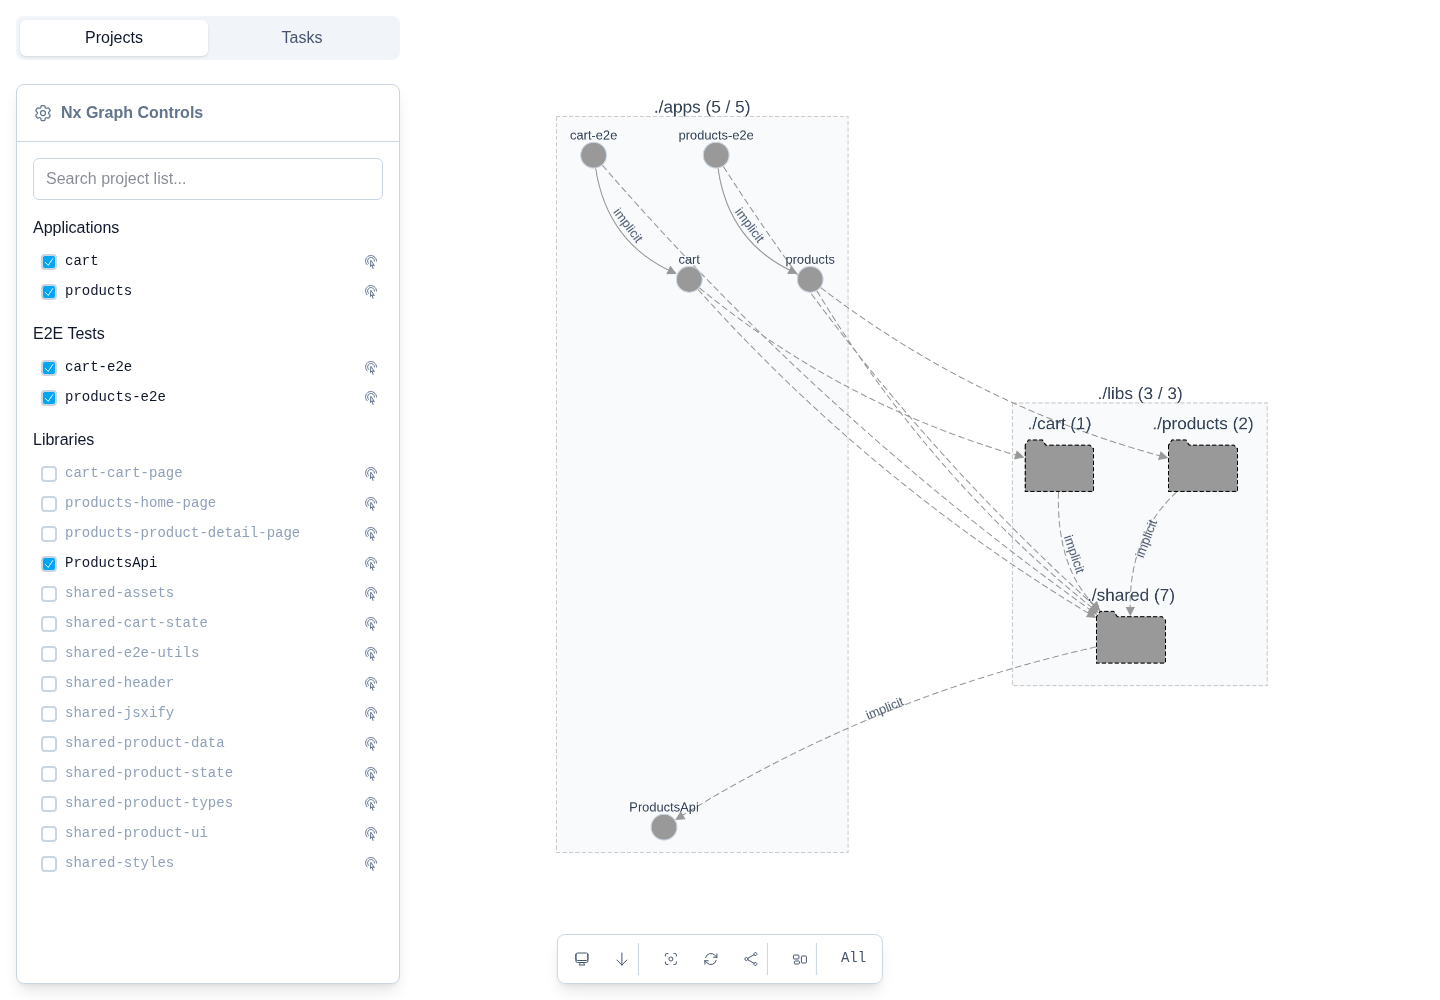 Projects
Tasks
Nx Graph Controls
Search project list...
Applications
cart
products
E2E Tests
cart-e2e
products-e2e
Libraries
cart-cart-page
products-home-page
products-product-detail-page
ProductsApi
shared-assets
shared-cart-state
shared-e2e-utils
shared-header
shared-jsxify
shared-product-data
shared-product-state
shared-product-types
shared-product-ui
shared-styles
./apps (5 / 5)
cart-e2e
products-e2e
implicit
implicit
cart
products
./libs (3 / 3)
./cart (1)
./products (2)
implicit
implicit
./shared (7)
implicit
ProductsApi
All